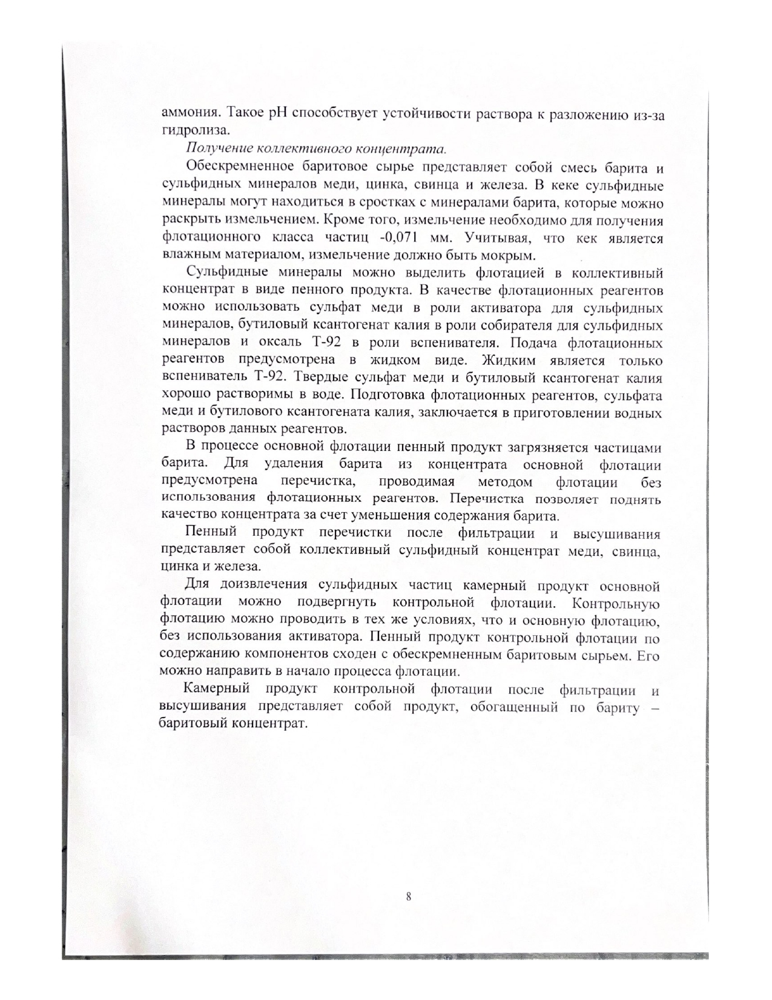 аммония. Такое рН способствует устойчивости раствора к разложению из-за
гидролиза.
Получение коллективного концентрата.
Обескремненное баритовое сырье представляет собой смесь барита и
сульфидных минералов меди, цинка, свинца и железа. В кеке сульфидные
минералы могут находиться в сростках с минералами барита, которые можно
раскрыть измельчением. Кроме того, измельчение необходимо для получения
флотационного класса частиц -0,071 мм. Учитывая, что кек является
влажным материалом, измельчение должно быть мокрым.
Сульфидные минералы можно выделить флотацией в коллективный
концентрат в виде пенного продукта. В качестве флотационных реагентов
можно использовать сульфат меди в роли активатора для сульфидных
минералов, бутиловый ксантогенат калия в роли собирателя для сульфидных
минералов и оксаль Т-92 в роли вспенивателя. Подача флотационных
реагентов предусмотрена в жидком виде. Жидким является только
вспениватель Т-92. Твердые сульфат меди и бутиловый ксантогенат калия
хорошо растворимы в воде. Подготовка флотационных реагентов, сульфата
меди и бутилового ксантогената калия, заключается в приготовлении водных
растворов данных реагентов.
В процессе основной флотации пенный продукт загрязняется частицами
барита. Для удаления барита из концентрата основной флотации
предусмотрена перечистка, проводимая методом флотации без
использования флотационных реагентов. Перечистка позволяет поднять
качество концентрата за счет уменьшения содержания барита.
Пенный продукт перечистки после фильтрации и высушивания
представляет собой коллективный сульфидный концентрат меди, свинца,
цинка и железа.
Для доизвлечения сульфидных частиц камерный продукт основной
флотации можно подвергнуть контрольной флотации. Контрольную
флотацию можно проводить в тех же условиях, что и основную флотацию,
без использования активатора. Пенный продукт контрольной флотации по
содержанию компонентов сходен с обескремненным баритовым сырьем. Его
можно направить в начало процесса флотации.
Камерный продукт контрольной флотации после фильтрации и
высушивания представляет собой продукт, обогащенный по бариту –
баритовый концентрат.
8